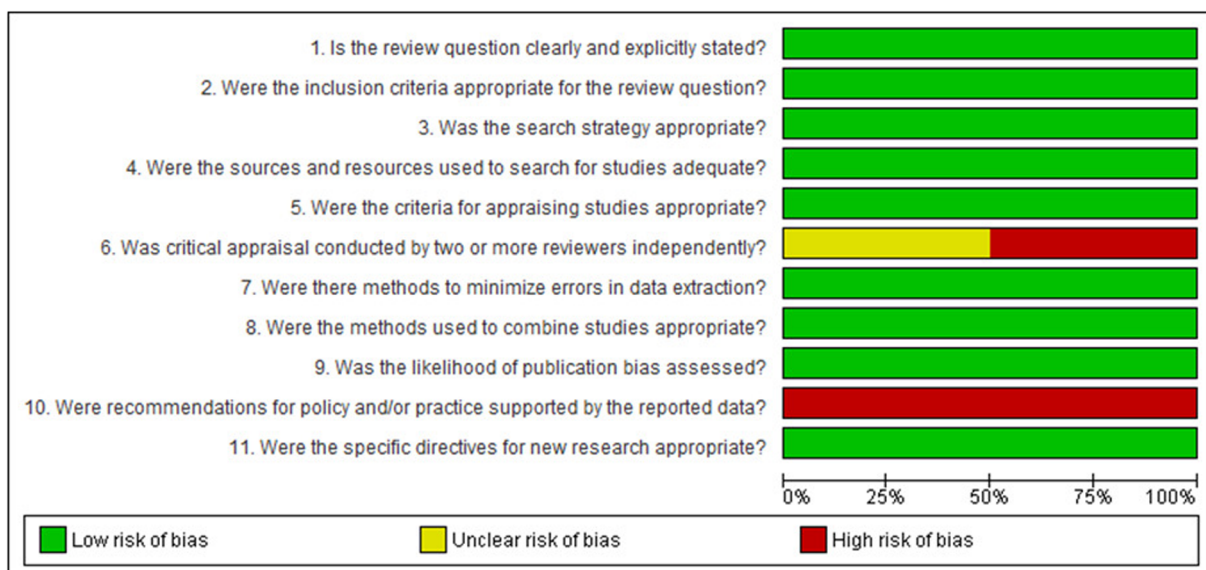 1. Is the review question clearly and explicitly stated?
2. Were the inclusion criteria appropriate for the review question?
3. Was the search strategy appropriate?
4. Were the sources and resources used to search for studies adequate?
5. Were the criteria for appraising studies appropriate?
6. Was critical appraisal conducted by two or more reviewers independently?
7. Were there methods to minimize errors in data extraction?
8. Were the methods used to combine studies appropriate?
9. Was the likelihood of publication bias assessed?
10. Were recommendations for policy and/or practice supported by the reported data?
11. Were the specific directives for new research appropriate?
0% 25% 50% 75% 100%
Low risk of bias Unclear risk of bias High risk of bias